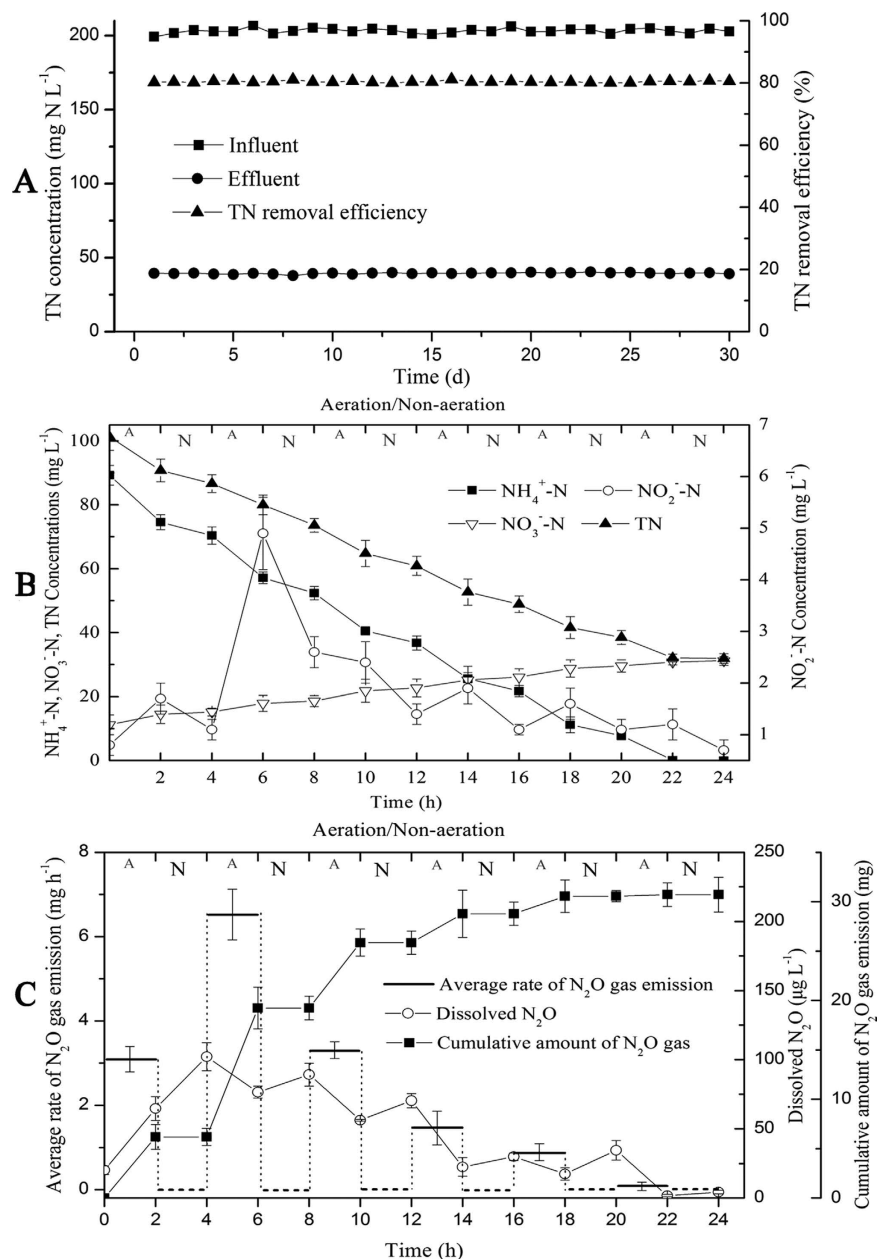 A
TN concentration (mg N L⁻¹)
200
150
100
50
0
Influent
Effluent
TN removal efficiency
100
80
60
40
20
0
TN removal efficiency (%)
0 5 10 15 20 25 30
Time (d)
B
Aeration/Non-aeration
A N A N A N A N A N A N
NH₄⁺-N, NO₃⁻-N, TN Concentrations (mg L⁻¹)
100
80
60
40
20
0
NH₄⁺-N NO₂⁻-N
NO₃⁻-N TN
7
6
5
4
3
2
1
NO₂⁻-N Concentration (mg L⁻¹)
2 4 6 8 10 12 14 16 18 20 22 24
Time (h)
C
Aeration/Non-aeration
A N A N A N A N A N A N
Average rate of N₂O gas emission (mg h⁻¹)
8
6
4
2
0
Average rate of N₂O gas emission
Dissolved N₂O
Cumulative amount of N₂O gas
250
200
150
100
50
0
Dissolved N₂O (µg L⁻¹)
30
20
10
0
Cumulative amount of N₂O gas emission (mg)
0 2 4 6 8 10 12 14 16 18 20 22 24
Time (h)